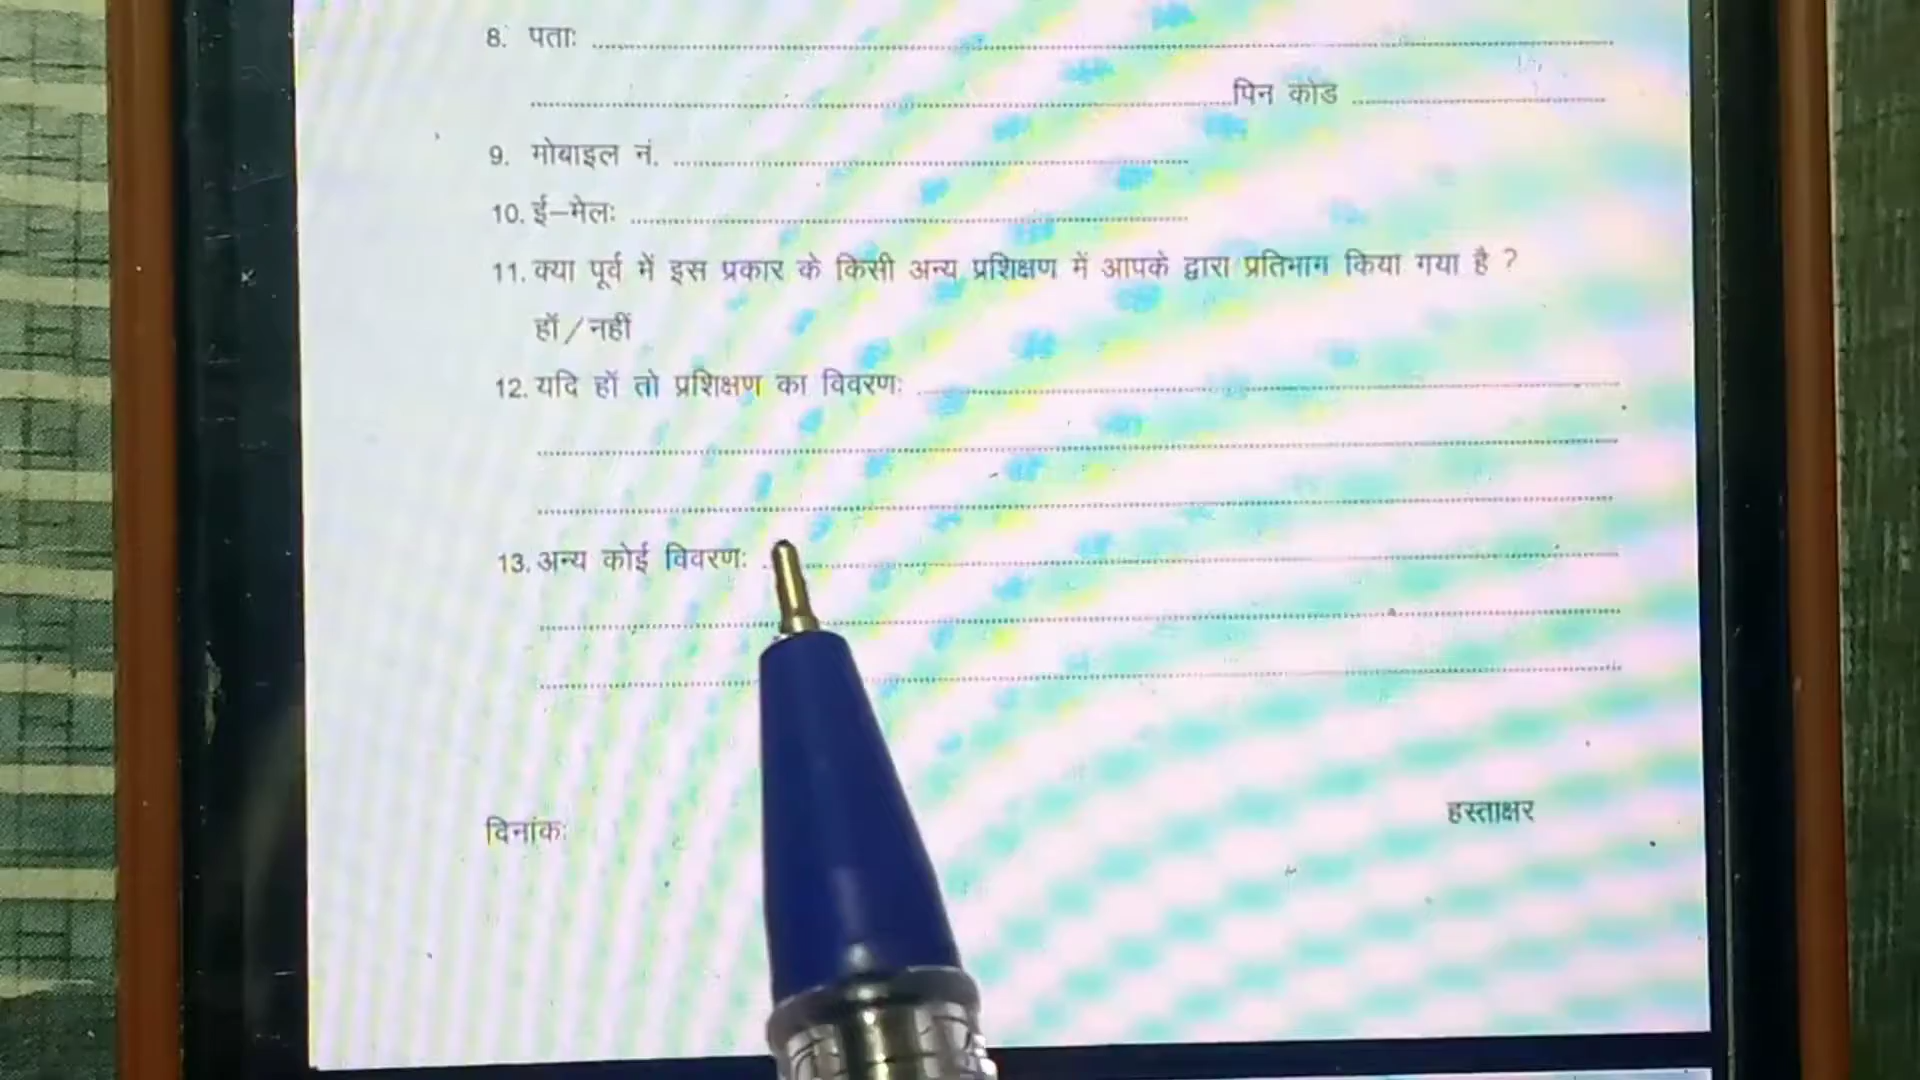 8. पताः
पिन कोड
9. मोबाइल नं.
10. ई–मेलः
11. क्या पूर्व में इस प्रकार के किसी अन्य प्रशिक्षण में आपके द्वारा प्रतिभाग किया गया है ?
हॉ / नहीं
12. यदि हॉ तो प्रशिक्षण का विवरणः
13. अन्य कोई विवरणः
हस्ताक्षर
दिनांकः